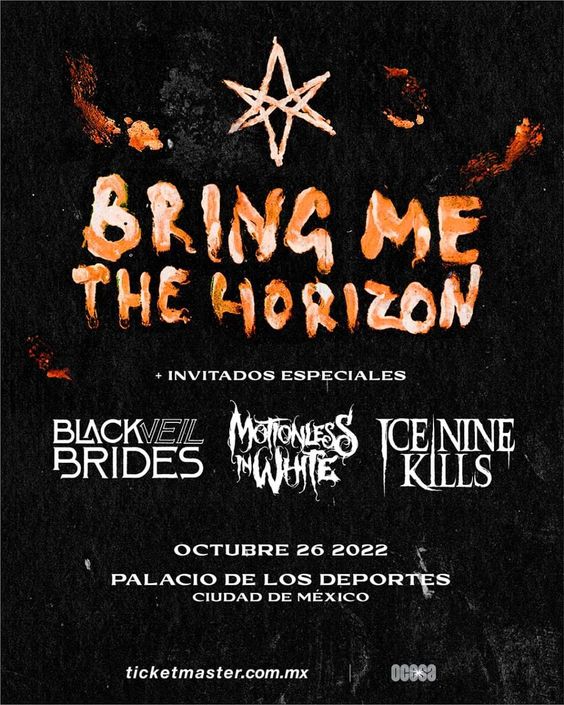 BRING ME
THE HORIZON
+ INVITADOS ESPECIALES
BLACK VEIL
BRIDES
MOTIONLESS
IN WHITE
ICE NINE
KILLS
OCTUBRE 26 2022
PALACIO DE LOS DEPORTES
CIUDAD DE MÉXICO
ticketmaster.com.mx | ocesa